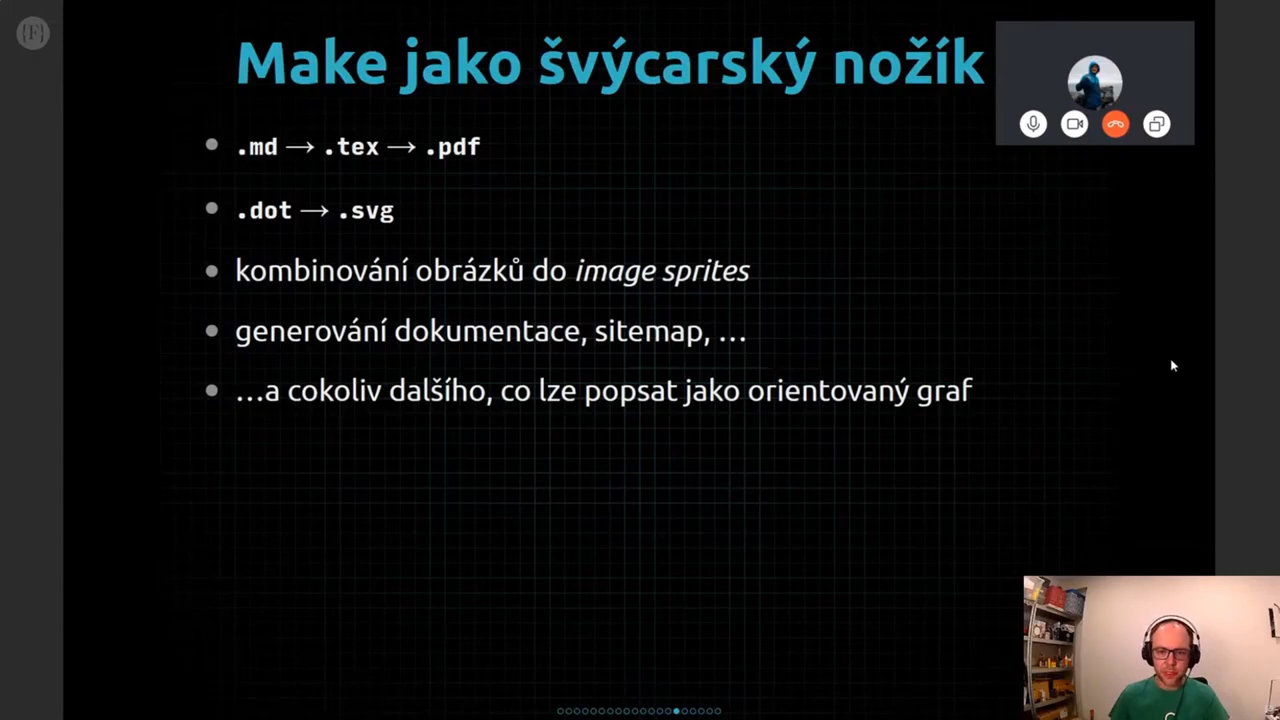 {F}
Make jako švýcarský nožík
.md → .tex → .pdf
.dot → .svg
kombinování obrázků do image sprites
generování dokumentace, sitemap, …
…a cokoliv dalšího, co lze popsat jako orientovaný graf